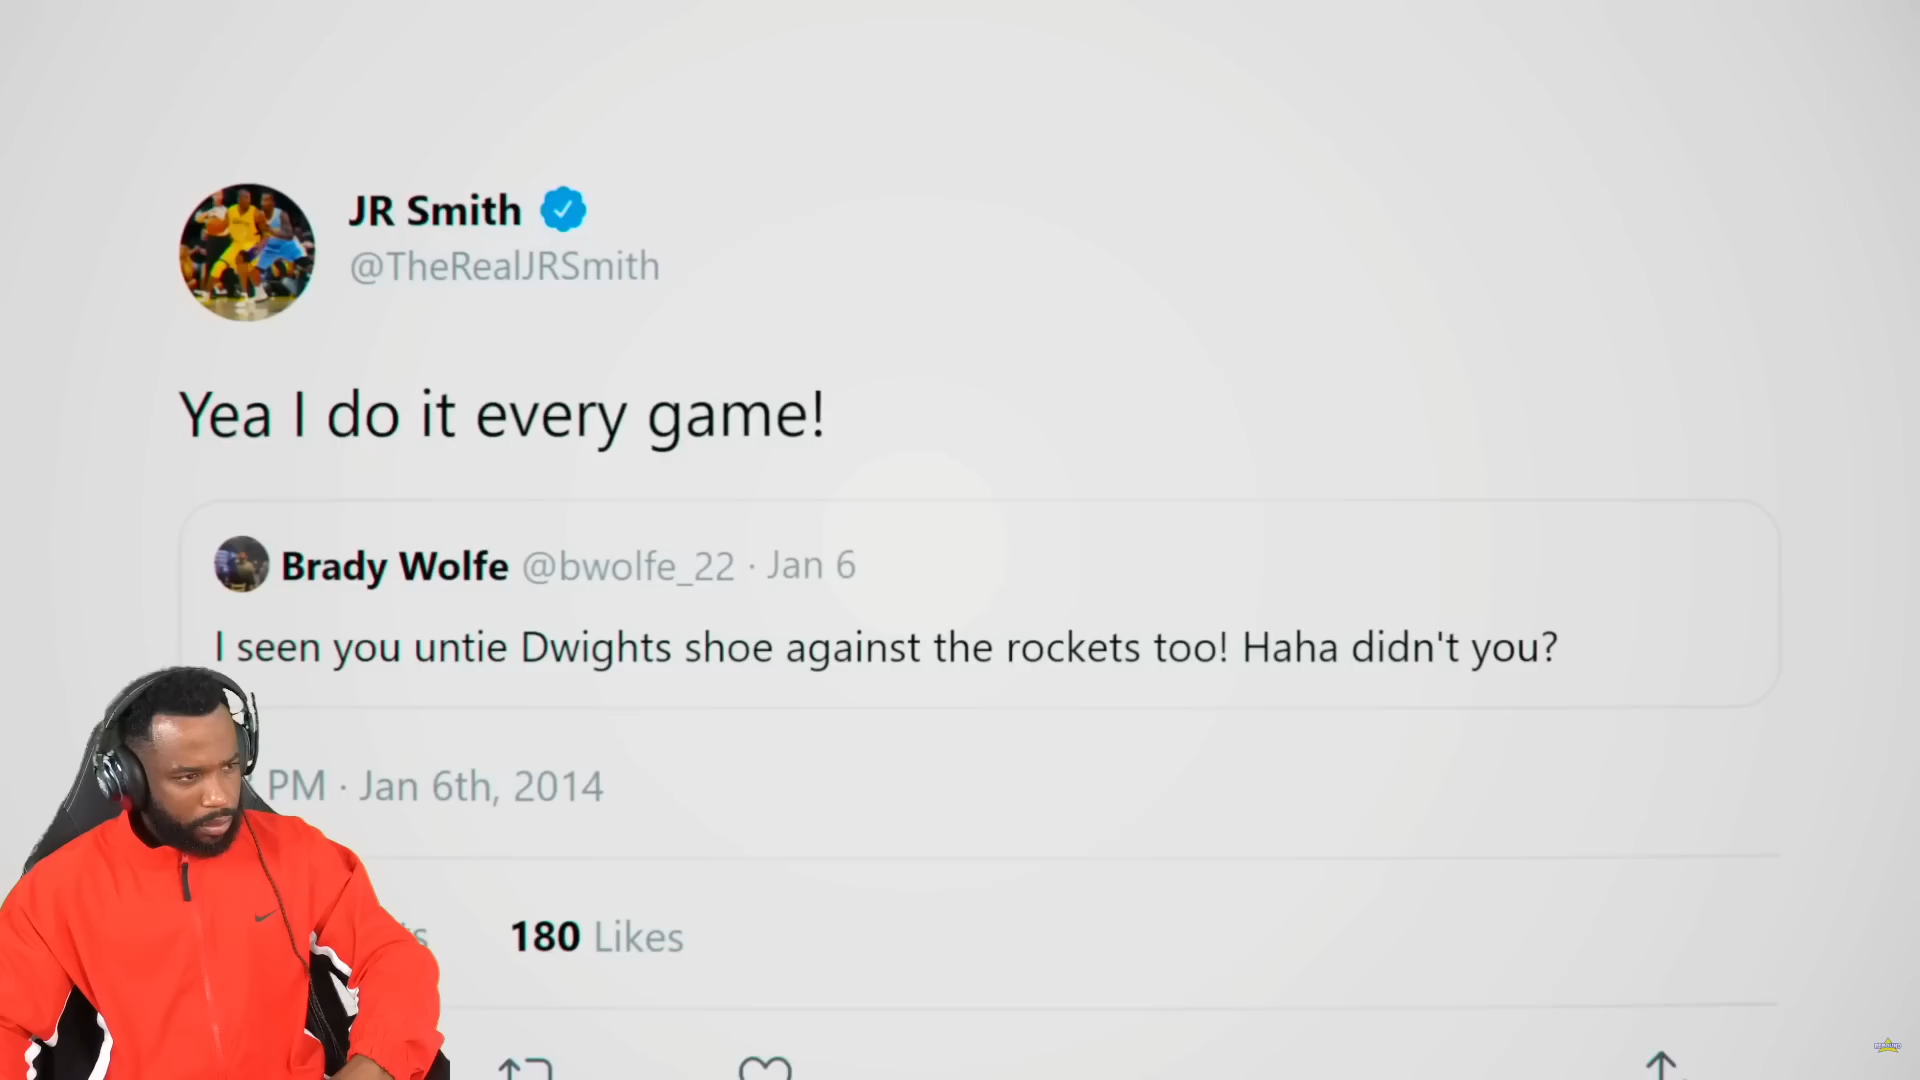 JR Smith
@TheRealJRSmith
Yea I do it every game!
Brady Wolfe @bwolfe_22 · Jan 6
I seen you untie Dwights shoe against the rockets too! Haha didn't you?
PM · Jan 6th, 2014
180 Likes